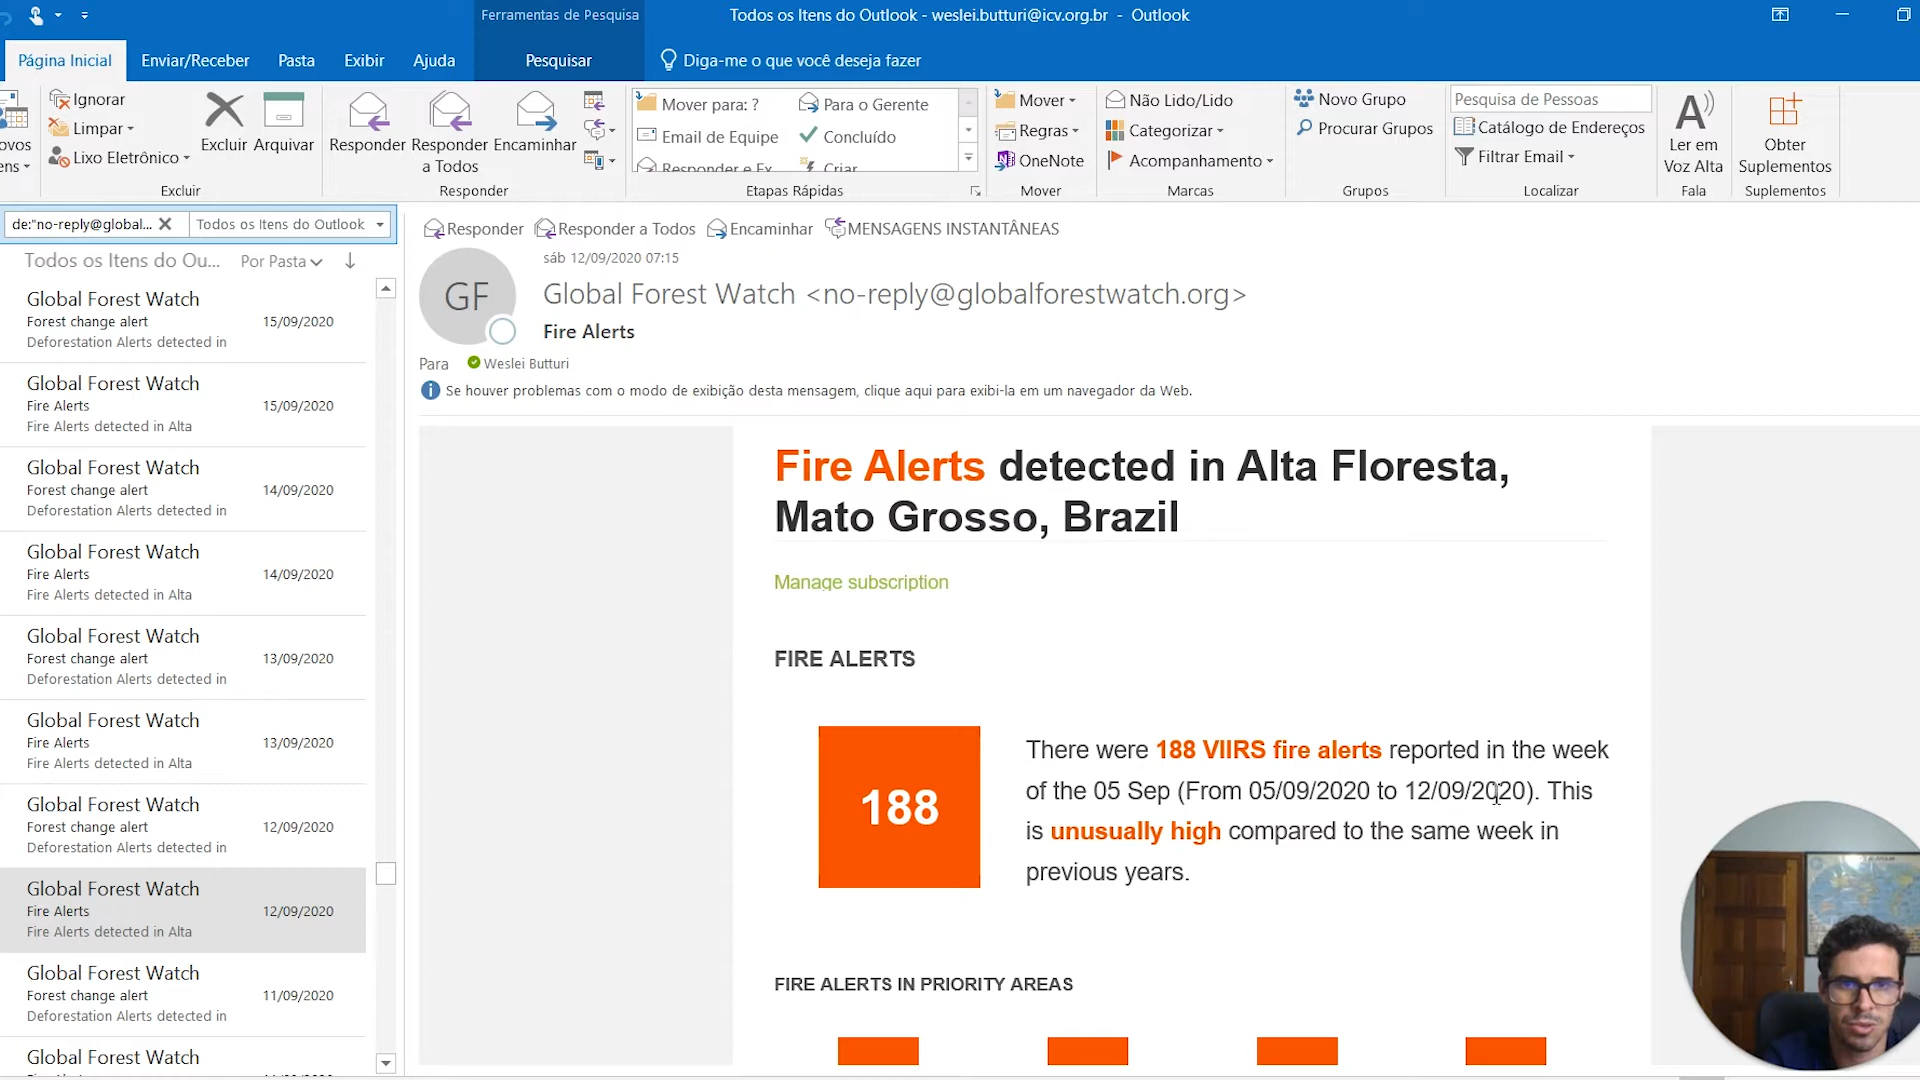 Ferramentas de Pesquisa
Todos os Itens do Outlook - weslei.butturi@icv.org.br - Outlook
Página Inicial
Enviar/Receber
Pasta
Exibir
Ajuda
Pesquisar
Diga-me o que você deseja fazer
Ignorar
Limpar
Lixo Eletrônico
Excluir
Arquivar
Excluir
Responder
Responder a Todos
Encaminhar
Responder
Mover para: ?
Email de Equipe
Responder e Ex
Para o Gerente
Concluído
Criar
Etapas Rápidas
Mover
Regras
OneNote
Mover
Não Lido/Lido
Categorizar
Acompanhamento
Marcas
Novo Grupo
Procurar Grupos
Grupos
Pesquisa de Pessoas
Catálogo de Endereços
Filtrar Email
Localizar
Ler em
Voz Alta
Fala
Obter
Suplementos
Suplementos
de:"no-reply@global...
Todos os Itens do Outlook
Todos os Itens do Ou...
Por Pasta
Global Forest Watch
Forest change alert 15/09/2020
Deforestation Alerts detected in
Global Forest Watch
Fire Alerts 15/09/2020
Fire Alerts detected in Alta
Global Forest Watch
Forest change alert 14/09/2020
Deforestation Alerts detected in
Global Forest Watch
Fire Alerts 14/09/2020
Fire Alerts detected in Alta
Global Forest Watch
Forest change alert 13/09/2020
Deforestation Alerts detected in
Global Forest Watch
Fire Alerts 13/09/2020
Fire Alerts detected in Alta
Global Forest Watch
Forest change alert 12/09/2020
Deforestation Alerts detected in
Global Forest Watch
Fire Alerts 12/09/2020
Fire Alerts detected in Alta
Global Forest Watch
Forest change alert 11/09/2020
Deforestation Alerts detected in
Global Forest Watch
Responder
Responder a Todos
Encaminhar
MENSAGENS INSTANTÂNEAS
sáb 12/09/2020 07:15
GF
Global Forest Watch <no-reply@globalforestwatch.org>
Fire Alerts
Para Weslei Butturi
Se houver problemas com o modo de exibição desta mensagem, clique aqui para exibi-la em um navegador da Web.
Fire Alerts detected in Alta Floresta,
Mato Grosso, Brazil
Manage subscription
FIRE ALERTS
188
There were 188 VIIRS fire alerts reported in the week
of the 05 Sep (From 05/09/2020 to 12/09/2020). This
is unusually high compared to the same week in
previous years.
FIRE ALERTS IN PRIORITY AREAS